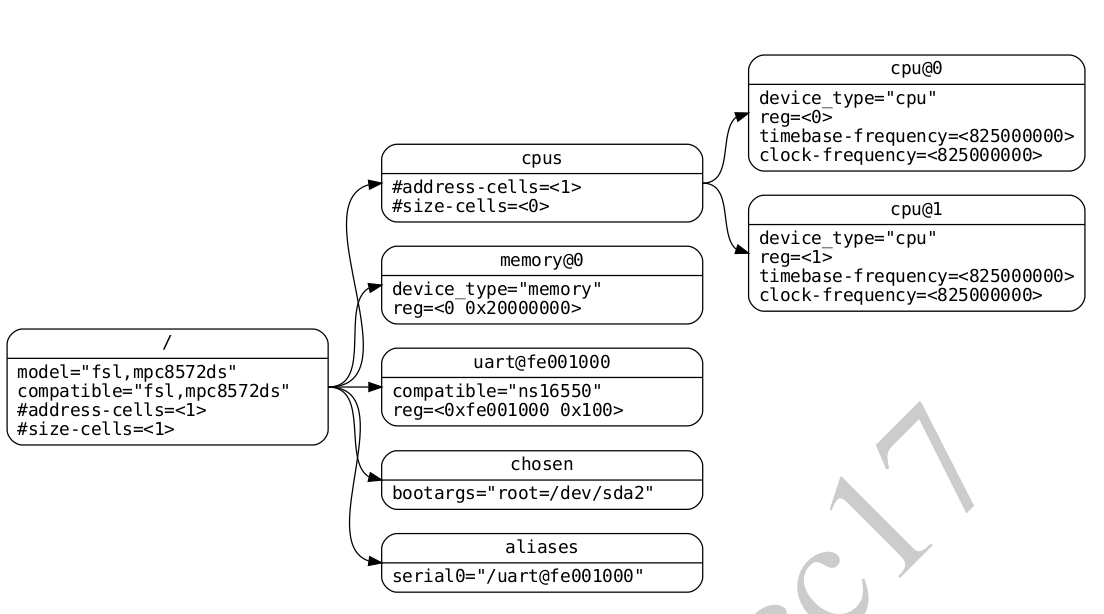 /
model="fsl,mpc8572ds"
compatible="fsl,mpc8572ds"
#address-cells=<1>
#size-cells=<1>
cpus
#address-cells=<1>
#size-cells=<0>
memory@0
device_type="memory"
reg=<0 0x20000000>
uart@fe001000
compatible="ns16550"
reg=<0xfe001000 0x100>
chosen
bootargs="root=/dev/sda2"
aliases
serial0="/uart@fe001000"
cpu@0
device_type="cpu"
reg=<0>
timebase-frequency=<825000000>
clock-frequency=<825000000>
cpu@1
device_type="cpu"
reg=<1>
timebase-frequency=<825000000>
clock-frequency=<825000000>
c17